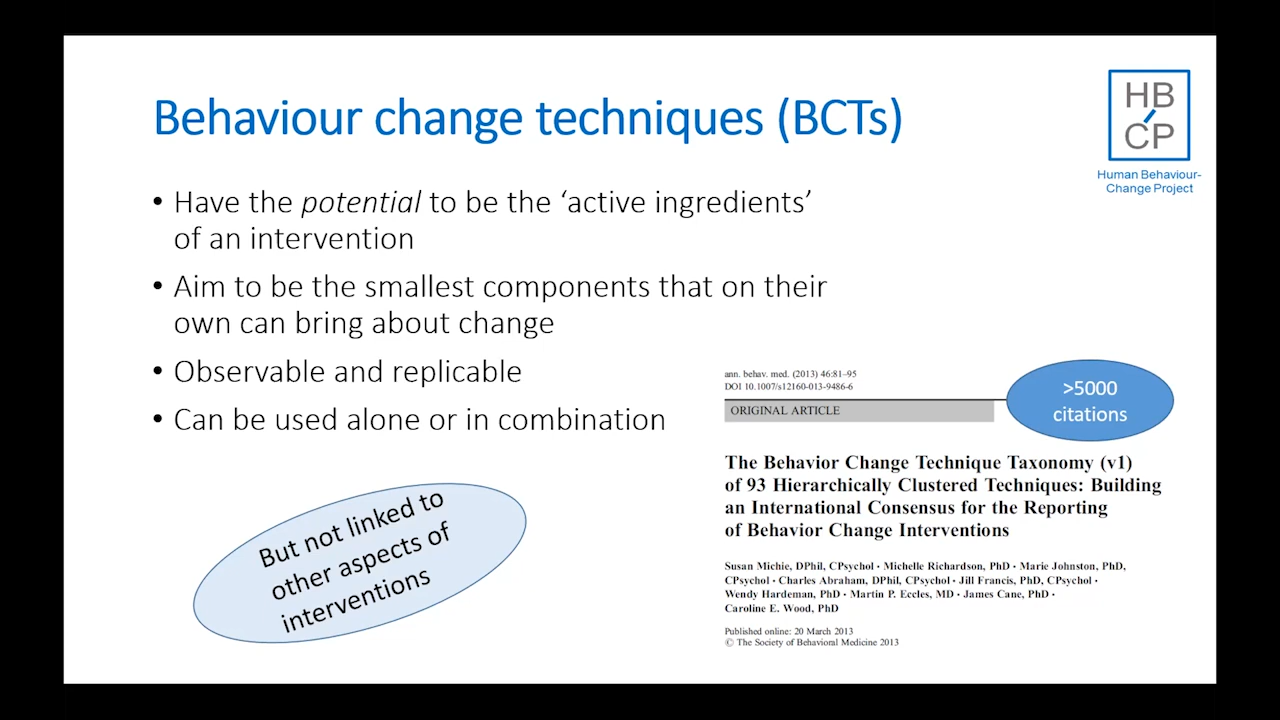 Behaviour change techniques (BCTs)
HB
CP
Human Behaviour-
Change Project
• Have the potential to be the ‘active ingredients’
of an intervention
• Aim to be the smallest components that on their
own can bring about change
• Observable and replicable
• Can be used alone or in combination
But not linked to
other aspects of
interventions
ann. behav. med. (2013) 46:81–95
DOI 10.1007/s12160-013-9486-6
ORIGINAL ARTICLE
>5000
citations
The Behavior Change Technique Taxonomy (v1)
of 93 Hierarchically Clustered Techniques: Building
an International Consensus for the Reporting
of Behavior Change Interventions
Susan Michie, DPhil, CPsychol · Michelle Richardson, PhD · Marie Johnston, PhD,
CPsychol · Charles Abraham, DPhil, CPsychol · Jill Francis, PhD, CPsychol ·
Wendy Hardeman, PhD · Martin P. Eccles, MD · James Cane, PhD ·
Caroline E. Wood, PhD
Published online: 20 March 2013
© The Society of Behavioral Medicine 2013